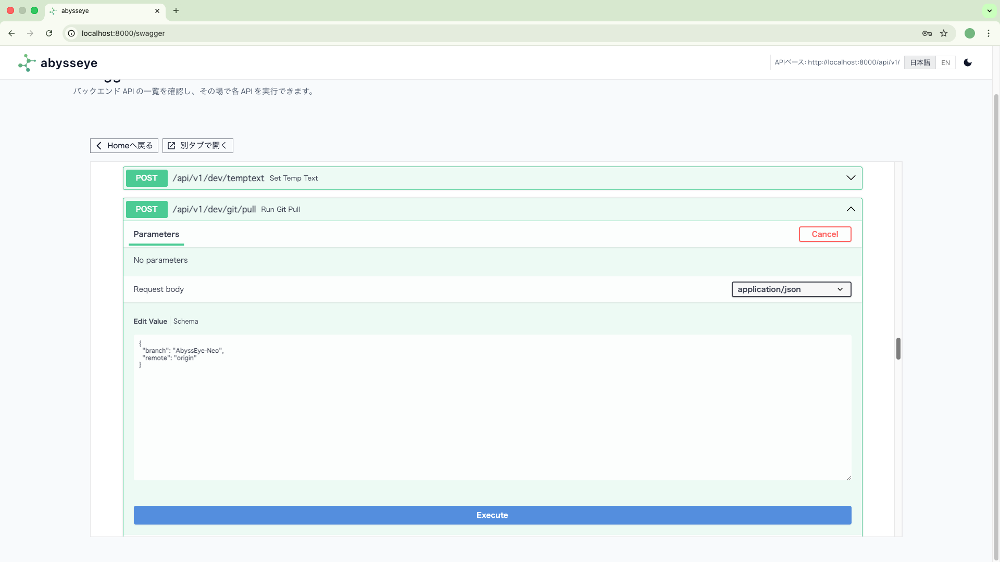 abysseye
localhost:8000/swagger
abysseye
APIベース: http://localhost:8000/api/v1/
日本語
EN
バックエンド API の一覧を確認し、その場で各 API を実行できます。
Homeへ戻る
別タブで開く
POST /api/v1/dev/temptext Set Temp Text
POST /api/v1/dev/git/pull Run Git Pull
Parameters
Cancel
No parameters
Request body
application/json
Edit Value
Schema
{
"branch": "AbyssEye-Neo",
"remote": "origin"
}
Execute